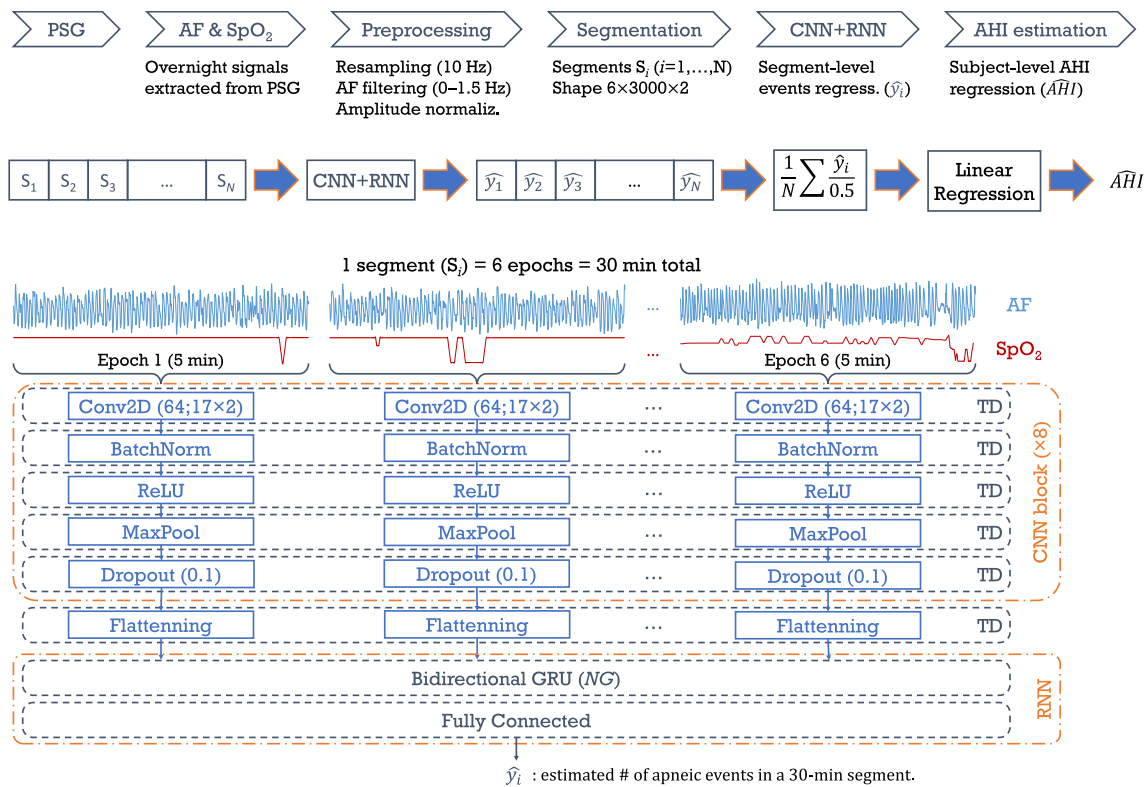 PSG
AF & SpO₂
Preprocessing
Segmentation
CNN+RNN
AHI estimation
Overnight signals
extracted from PSG
Resampling (10 Hz)
AF filtering (0–1.5 Hz)
Amplitude normaliz.
Segments Sᵢ (i=1,…,N)
Shape 6×3000×2
Segment-level
events regress. (ŷᵢ)
Subject-level AHI
regression (\widehat{AHI})
S₁ S₂ S₃ ... S_N
CNN+RNN
ŷ₁ ŷ₂ ŷ₃ ... ŷ_N
1/N ∑ ŷᵢ/0.5
Linear
Regression
\widehat{AHI}
1 segment (Sᵢ) = 6 epochs = 30 min total
... AF
... SpO₂
Epoch 1 (5 min) Epoch 6 (5 min)
Conv2D (64;17×2) Conv2D (64;17×2) ... Conv2D (64;17×2) TD
BatchNorm BatchNorm ... BatchNorm TD
ReLU ReLU ... ReLU TD
MaxPool MaxPool ... MaxPool TD
Dropout (0.1) Dropout (0.1) ... Dropout (0.1) TD
CNN block (×8)
Flattenning Flattenning ... Flattenning TD
Bidirectional GRU (NG)
Fully Connected
RNN
ŷᵢ : estimated # of apneic events in a 30-min segment.